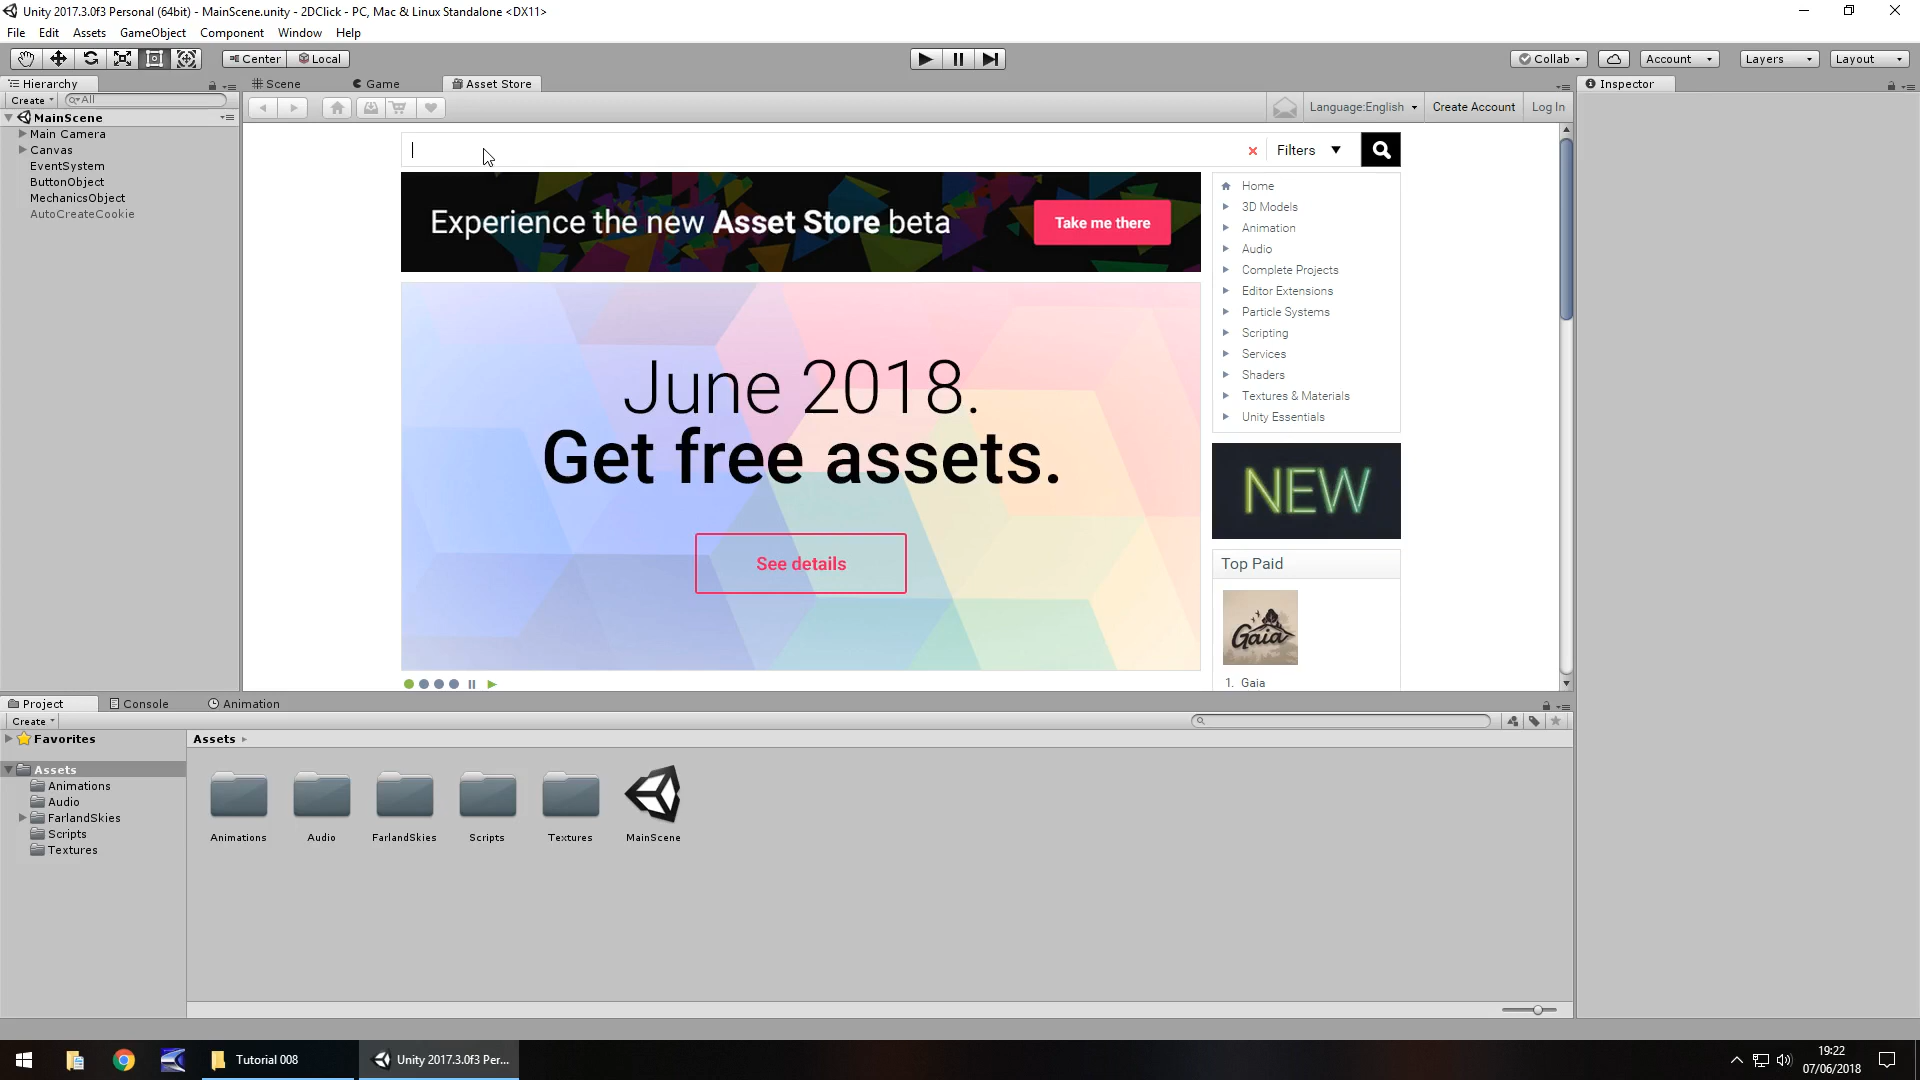 Unity 2017.3.0f3 Personal (64bit) - MainScene.unity - 2DClick - PC, Mac & Linux Standalone <DX11>
File Edit Assets GameObject Component Window Help
Center Local
Collab Account Layers Layout
Hierarchy
Scene Game Asset Store
Inspector
Create All
Language:English Create Account Log In
MainScene
Main Camera
Canvas
EventSystem
ButtonObject
MechanicsObject
AutoCreateCookie
Filters
Experience the new Asset Store beta
Take me there
June 2018.
Get free assets.
See details
Home
3D Models
Animation
Audio
Complete Projects
Editor Extensions
Particle Systems
Scripting
Services
Shaders
Textures & Materials
Unity Essentials
NEW
Top Paid
Gaia
1. Gaia
Project Console Animation
Create
Favorites
Assets
Assets
Animations
Audio
FarlandSkies
Scripts
Textures
Animations Audio FarlandSkies Scripts Textures MainScene
Tutorial 008
Unity 2017.3.0f3 Per...
19:22
07/06/2018